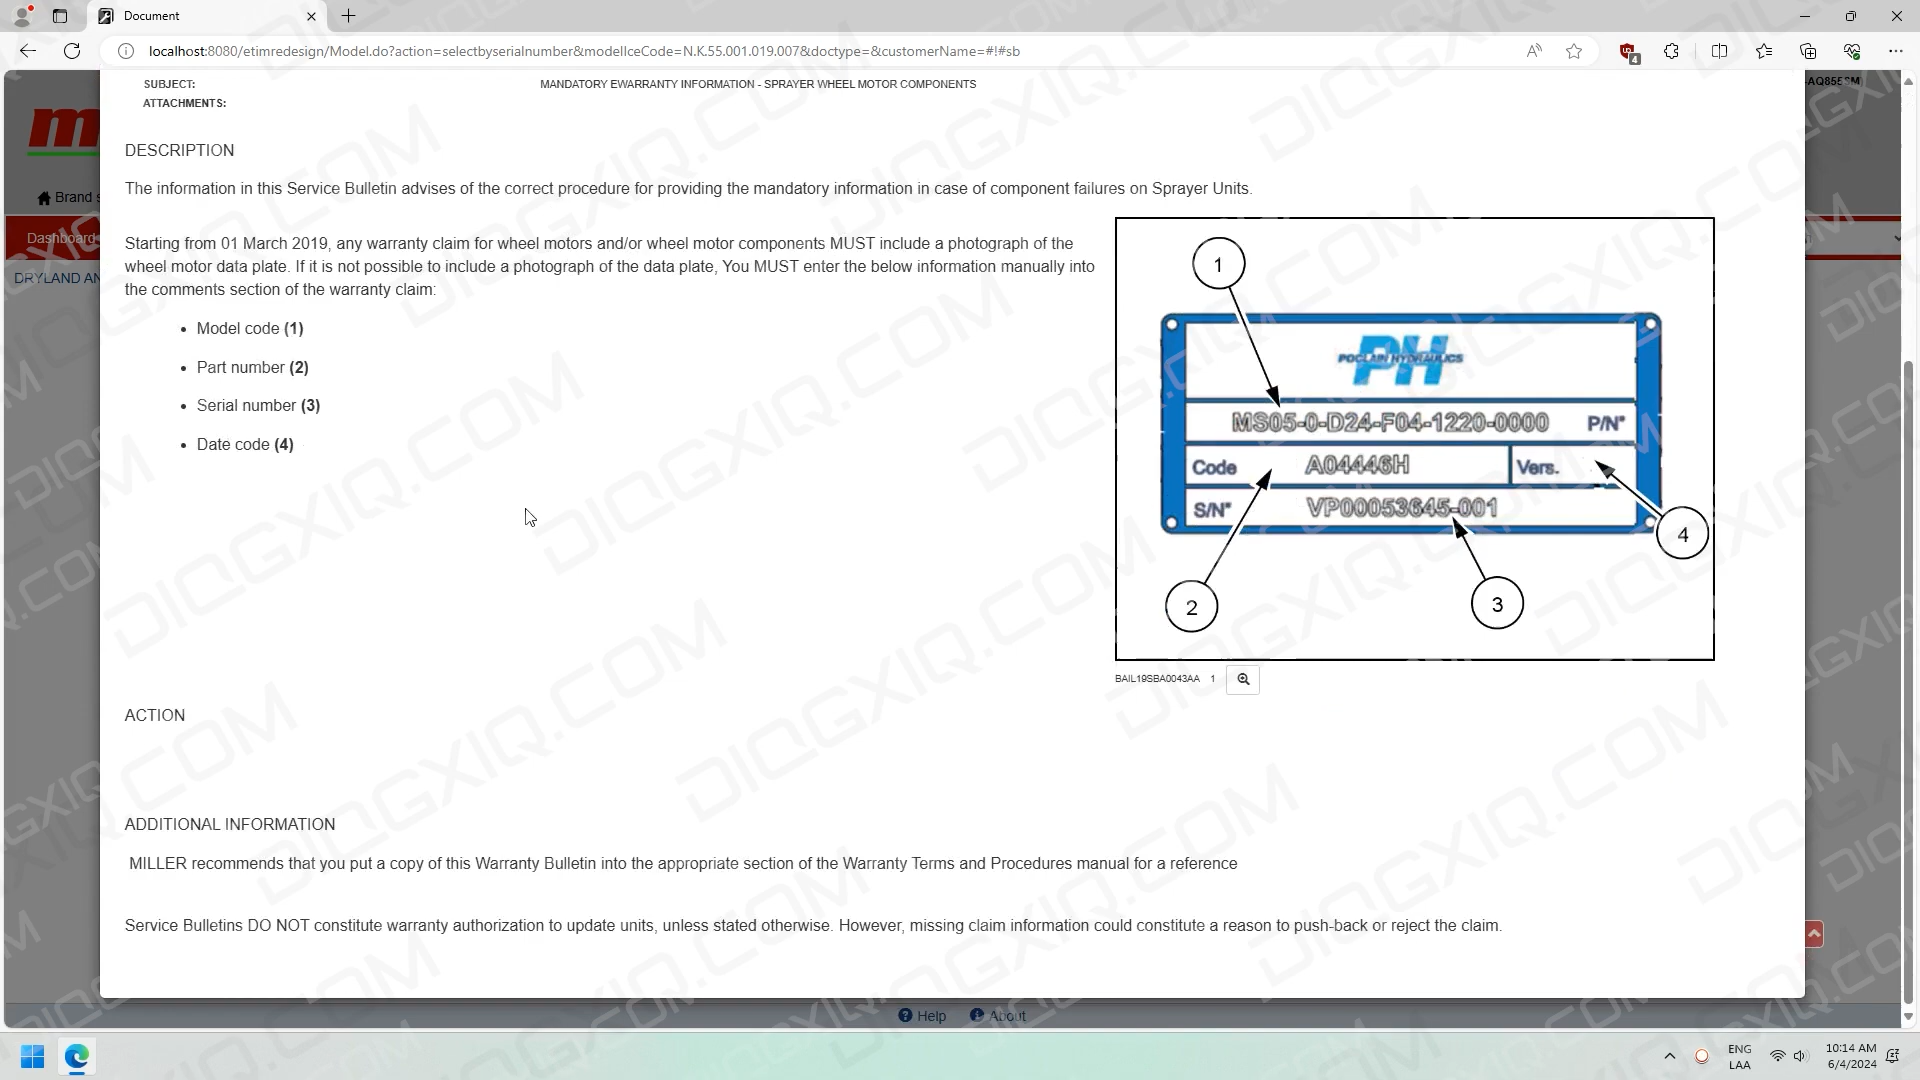 Document
localhost:8080/etimredesign/Model.do?action=selectbyserialnumber&modelIceCode=N.K.55.001.019.007&doctype=&customerName=#!#sb
4
SUBJECT: MANDATORY EWARRANTY INFORMATION - SPRAYER WHEEL MOTOR COMPONENTS
ATTACHMENTS:
m
Brand s
Dashboard
DRYLAND AN
DESCRIPTION
The information in this Service Bulletin advises of the correct procedure for providing the mandatory information in case of component failures on Sprayer Units.
Starting from 01 March 2019, any warranty claim for wheel motors and/or wheel motor components MUST include a photograph of the
wheel motor data plate. If it is not possible to include a photograph of the data plate, You MUST enter the below information manually into
the comments section of the warranty claim:
• Model code (1)
• Part number (2)
• Serial number (3)
• Date code (4)
1
PH
POCLAIN HYDRAULICS
MS05-0-D24-F04-1220-0000 P/N°
Code A04446H Vers.
S/N° VP00053645-001
4
2
3
BAIL19SBA0043AA 1
ACTION
ADDITIONAL INFORMATION
MILLER recommends that you put a copy of this Warranty Bulletin into the appropriate section of the Warranty Terms and Procedures manual for a reference
Service Bulletins DO NOT constitute warranty authorization to update units, unless stated otherwise. However, missing claim information could constitute a reason to push-back or reject the claim.
Help About
ENG
LAA
10:14 AM
6/4/2024
DIAGXIQ.COM